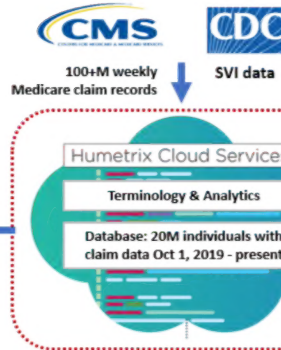 CMS
CENTERS FOR MEDICARE & MEDICAID SERVICES
CDC
100+M weekly
Medicare claim records
SVI data
Humetrix Cloud Services
Terminology & Analytics
Database: 20M individuals with
claim data Oct 1, 2019 - present